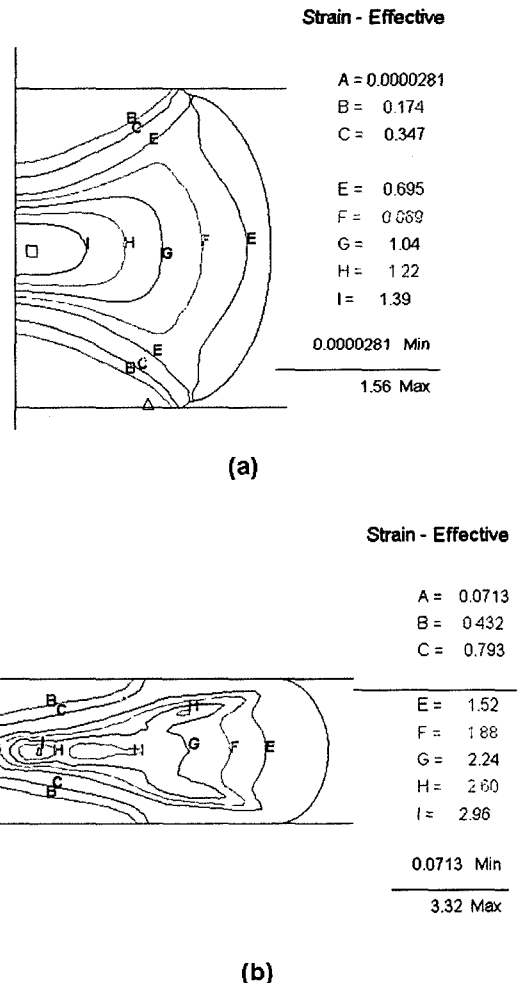 Strain - Effective
A = 0.0000281
B = 0.174
C = 0.347
E = 0.695
F =
G = 1.04
H = 1.22
I = 1.39
0.0000281 Min
1.56 Max
B
C
E
I H G F E
E
C
B
(a)
Strain - Effective
A = 0.0713
B = 0.432
C = 0.793
E = 1.52
F = 1.88
G = 2.24
H = 2.60
I = 2.96
0.0713 Min
3.32 Max
B
C
H
I H H G F E
C
B
(b)